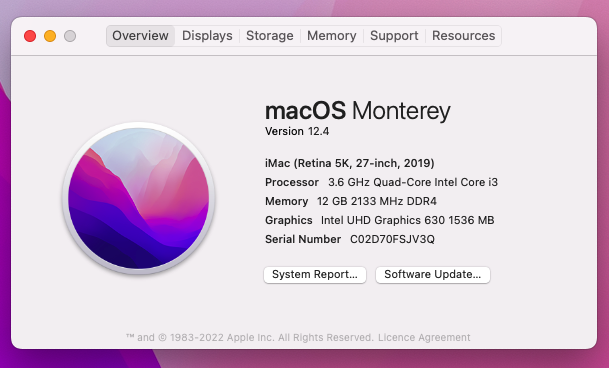 Overview Displays Storage Memory Support Resources
macOS Monterey
Version 12.4
iMac (Retina 5K, 27-inch, 2019)
Processor 3.6 GHz Quad-Core Intel Core i3
Memory 12 GB 2133 MHz DDR4
Graphics Intel UHD Graphics 630 1536 MB
Serial Number C02D70FSJV3Q
System Report... Software Update...
™ and © 1983-2022 Apple Inc. All Rights Reserved. Licence Agreement